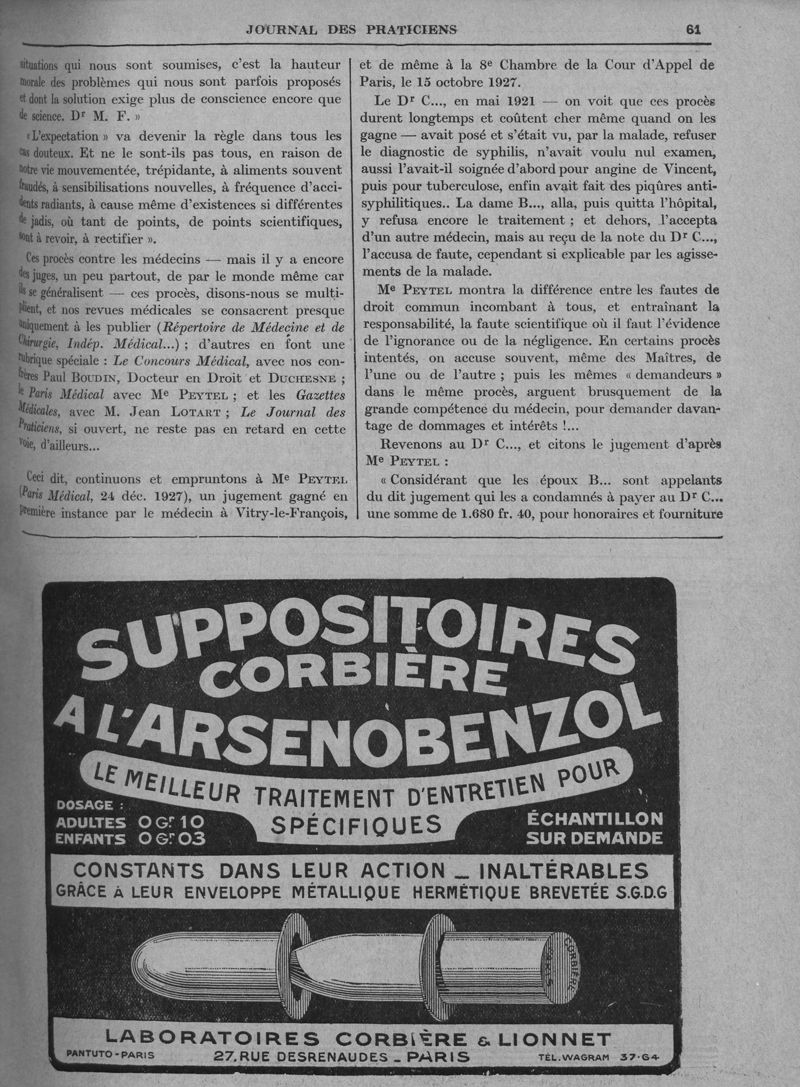 JOURNAL DES PRATICIENS 61
situations qui nous sont soumises, c'est la hauteur
morale des problèmes qui nous sont parfois proposés
et dont la solution exige plus de conscience encore que
de science. Dr M. F. »
« L'expectation » va devenir la règle dans tous les
cas douteux. Et ne le sont-ils pas tous, en raison de
notre vie mouvementée, trépidante, à aliments souvent
fraudés, à sensibilisations nouvelles, à fréquence d'acci-
dents radiants, à cause même d'existences si différentes
de jadis, où tant de points, de points scientifiques,
sont à revoir, à rectifier ».
Ces procès contre les médecins — mais il y a encore
des juges, un peu partout, de par le monde même car
ils se généralisent — ces procès, disons-nous se multi-
plient, et nos revues médicales se consacrent presque
uniquement à les publier (Répertoire de Médecine et de
Chirurgie, Indép. Médical...) ; d'autres en font une
rubrique spéciale : Le Concours Médical, avec nos con-
frères Paul BOUDIN, Docteur en Droit et DUCHESNE ;
le Paris Médical avec Me PEYTEL ; et les Gazettes
Médicales, avec M. Jean LOTART ; Le Journal des
Praticiens, si ouvert, ne reste pas en retard en cette
voie, d'ailleurs...
Ceci dit, continuons et empruntons à Me PEYTEL
(Paris Médical, 24 déc. 1927), un jugement gagné en
première instance par le médecin à Vitry-le-François,
et de même à la 8e Chambre de la Cour d'Appel de
Paris, le 15 octobre 1927.
Le Dr C..., en mai 1921 — on voit que ces procès
durent longtemps et coûtent cher même quand on les
gagne — avait posé et s'était vu, par la malade, refuser
le diagnostic de syphilis, n'avait voulu nul examen,
aussi l'avait-il soignée d'abord pour angine de Vincent,
puis pour tuberculose, enfin avait fait des piqûres anti-
syphilitiques.. La dame B..., alla, puis quitta l'hôpital,
y refusa encore le traitement ; et dehors, l'accepta
d'un autre médecin, mais au reçu de la note du Dr C...,
l'accusa de faute, cependant si explicable par les agisse-
ments de la malade.
Me PEYTEL montra la différence entre les fautes de
droit commun incombant à tous, et entraînant la
responsabilité, la faute scientifique où il faut l'évidence
de l'ignorance ou de la négligence. En certains procès
intentés, on accuse souvent, même des Maîtres, de
l'une ou de l'autre ; puis les mêmes « demandeurs »
dans le même procès, arguent brusquement de la
grande compétence du médecin, pour demander davan-
tage de dommages et intérêts !...
Revenons au Dr C..., et citons le jugement d'après
Me PEYTEL :
« Considérant que les époux B... sont appelants
du dit jugement qui les a condamnés à payer au Dr C...
une somme de 1.680 fr. 40, pour honoraires et fourniture
SUPPOSITOIRES
CORBIÈRE
A L'ARSENOBENZOL
LE MEILLEUR TRAITEMENT D'ENTRETIEN POUR
SPÉCIFIQUES
DOSAGE :
ADULTES 0 Gr 10
ENFANTS 0 Gr 03
ÉCHANTILLON
SUR DEMANDE
CONSTANTS DANS LEUR ACTION _ INALTÉRABLES
GRÂCE A LEUR ENVELOPPE MÉTALLIQUE HERMÉTIQUE BREVETÉE S.G.D.G
CORBIÈRE
PARIS
LABORATOIRES CORBIÈRE & LIONNET
PANTUTO-PARIS 27, RUE DESRENAUDES _ PARIS TÉL. WAGRAM 37-64